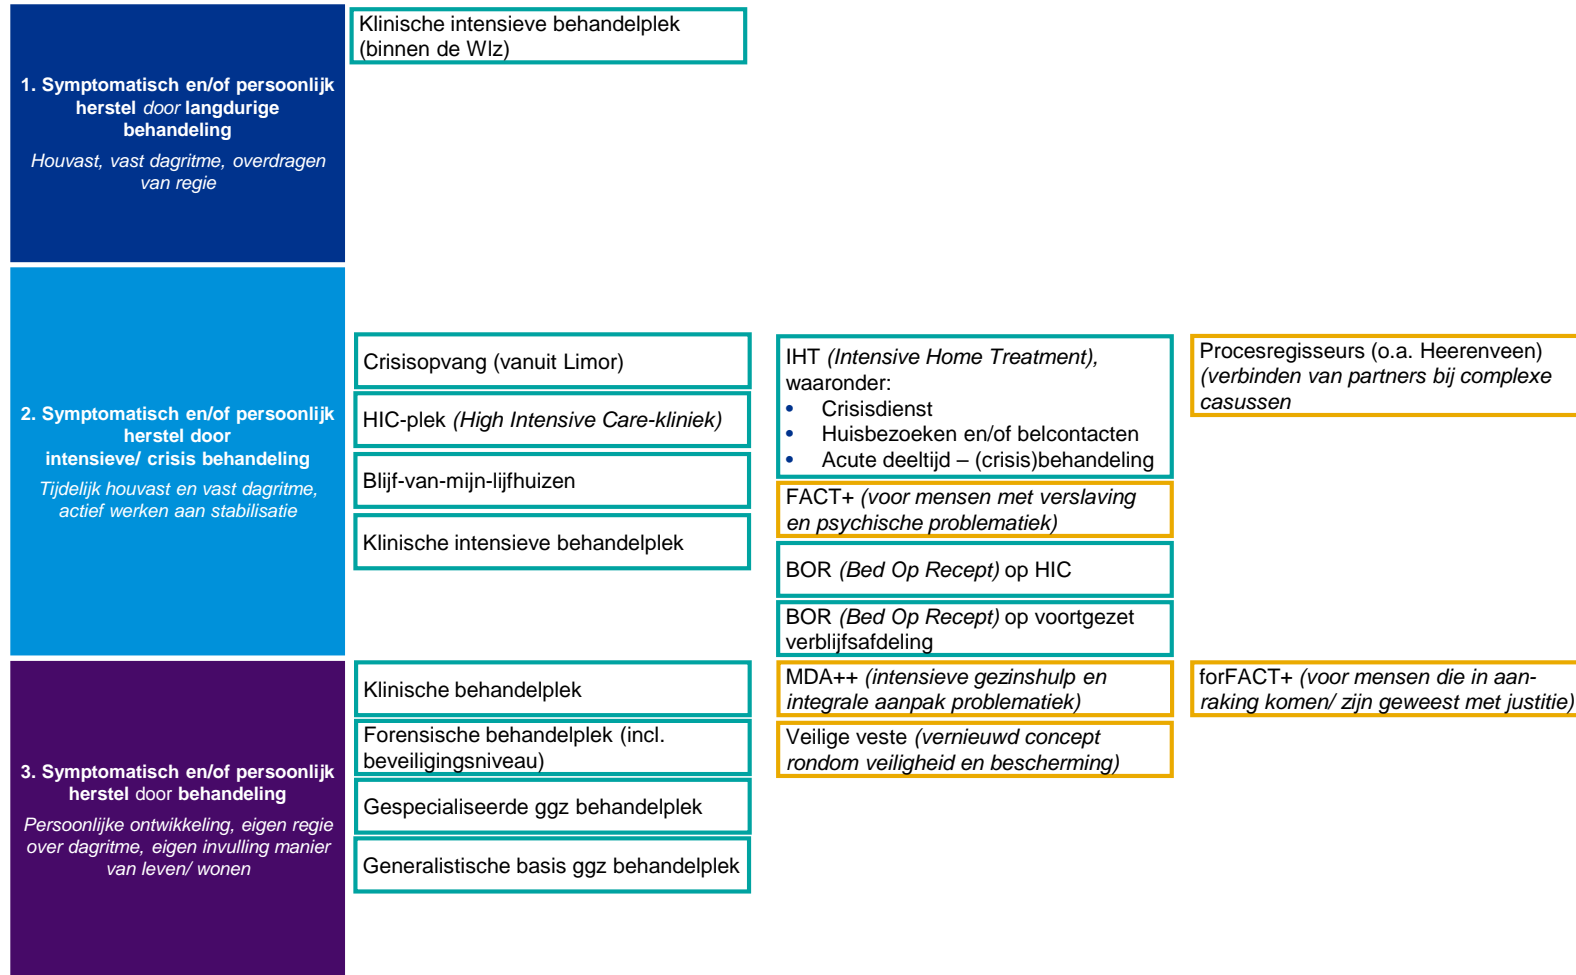 1. Symptomatisch en/of persoonlijk
herstel door langdurige
behandeling
Houvast, vast dagritme, overdragen
van regie
Klinische intensieve behandelplek
(binnen de Wlz)
2. Symptomatisch en/of persoonlijk
herstel door
intensieve/ crisis behandeling
Tijdelijk houvast en vast dagritme,
actief werken aan stabilisatie
Crisisopvang (vanuit Limor)
HIC-plek (High Intensive Care-kliniek)
Blijf-van-mijn-lijfhuizen
Klinische intensieve behandelplek
IHT (Intensive Home Treatment),
waaronder:
• Crisisdienst
• Huisbezoeken en/of belcontacten
• Acute deeltijd – (crisis)behandeling
FACT+ (voor mensen met verslaving
en psychische problematiek)
BOR (Bed Op Recept) op HIC
BOR (Bed Op Recept) op voortgezet
verblijfsafdeling
Procesregisseurs (o.a. Heerenveen)
(verbinden van partners bij complexe
casussen
3. Symptomatisch en/of persoonlijk
herstel door behandeling
Persoonlijke ontwikkeling, eigen regie
over dagritme, eigen invulling manier
van leven/ wonen
Klinische behandelplek
Forensische behandelplek (incl.
beveiligingsniveau)
Gespecialiseerde ggz behandelplek
Generalistische basis ggz behandelplek
MDA++ (intensieve gezinshulp en
integrale aanpak problematiek)
Veilige veste (vernieuwd concept
rondom veiligheid en bescherming)
forFACT+ (voor mensen die in aan-
raking komen/ zijn geweest met justitie)